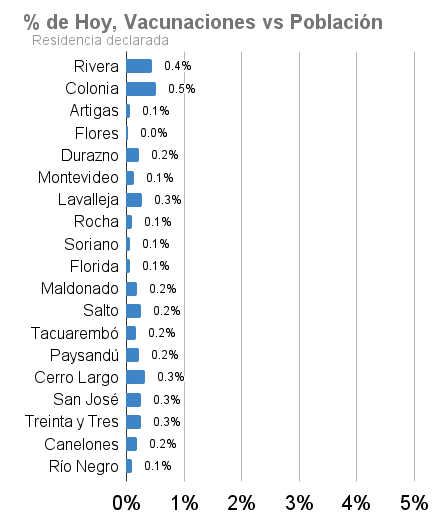 % de Hoy, Vacunaciones vs Población
Residencia declarada
Rivera 0.4%
Colonia 0.5%
Artigas 0.1%
Flores 0.0%
Durazno 0.2%
Montevideo 0.1%
Lavalleja 0.3%
Rocha 0.1%
Soriano 0.1%
Florida 0.1%
Maldonado 0.2%
Salto 0.2%
Tacuarembó 0.2%
Paysandú 0.2%
Cerro Largo 0.3%
San José 0.3%
Treinta y Tres 0.3%
Canelones 0.2%
Río Negro 0.1%
0% 1% 2% 3% 4% 5%